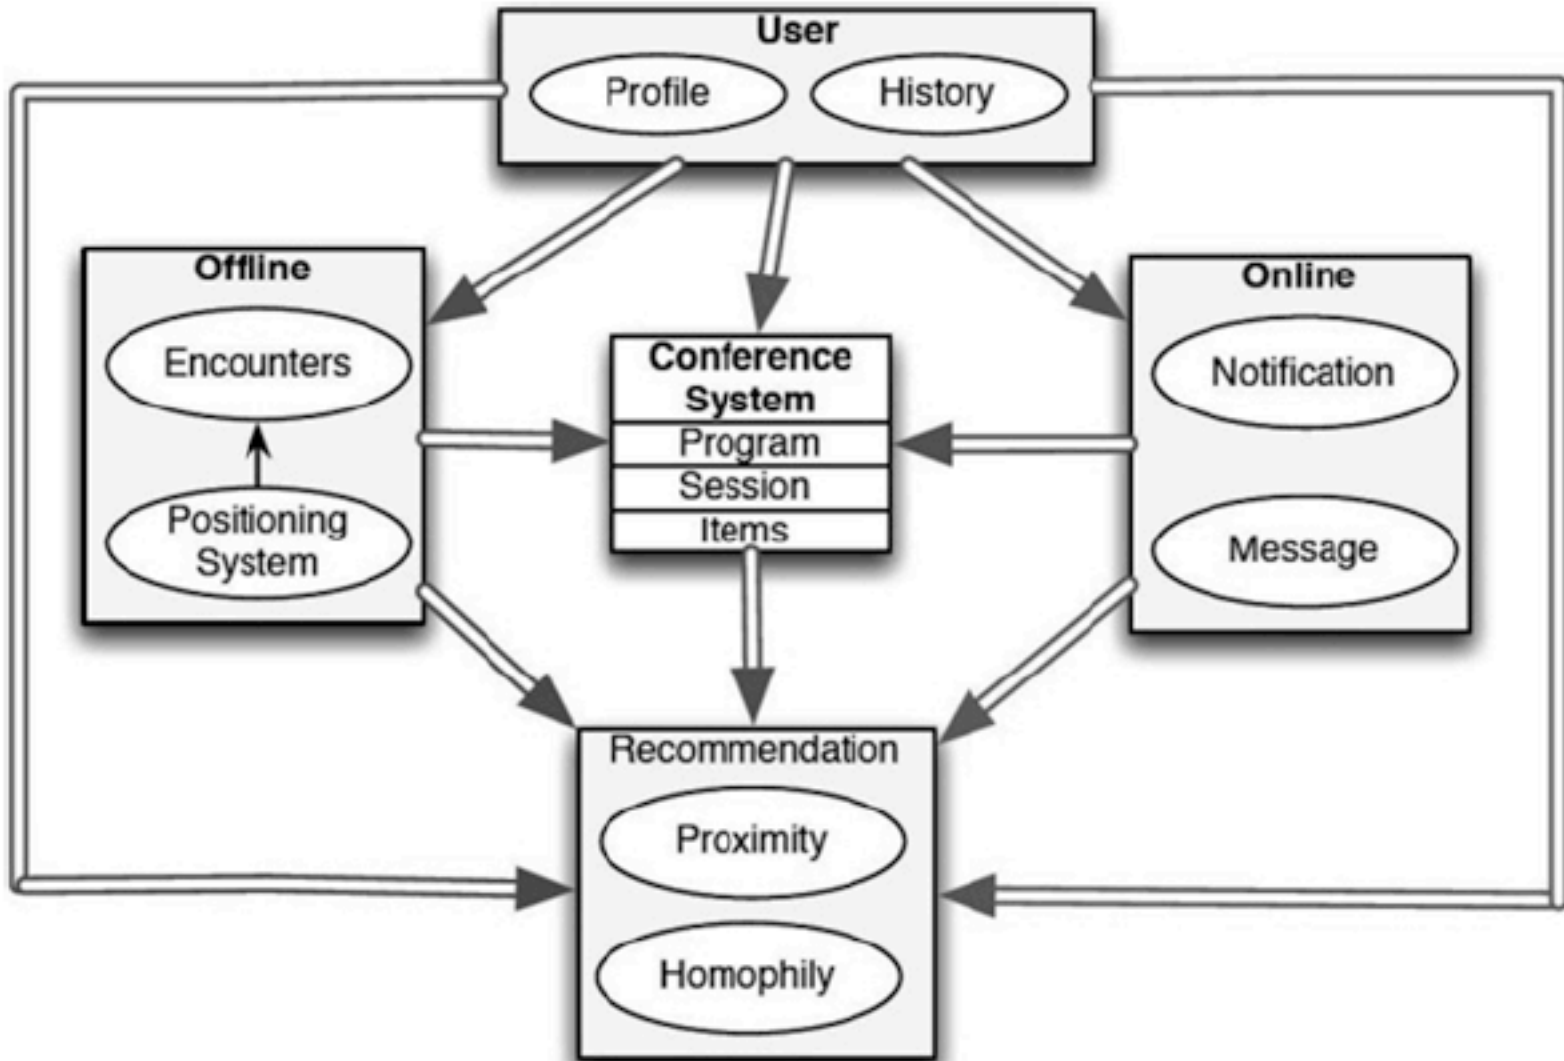 User
Profile
History
Offline
Encounters
Positioning
System
Conference
System
Program
Session
Items
Online
Notification
Message
Recommendation
Proximity
Homophily